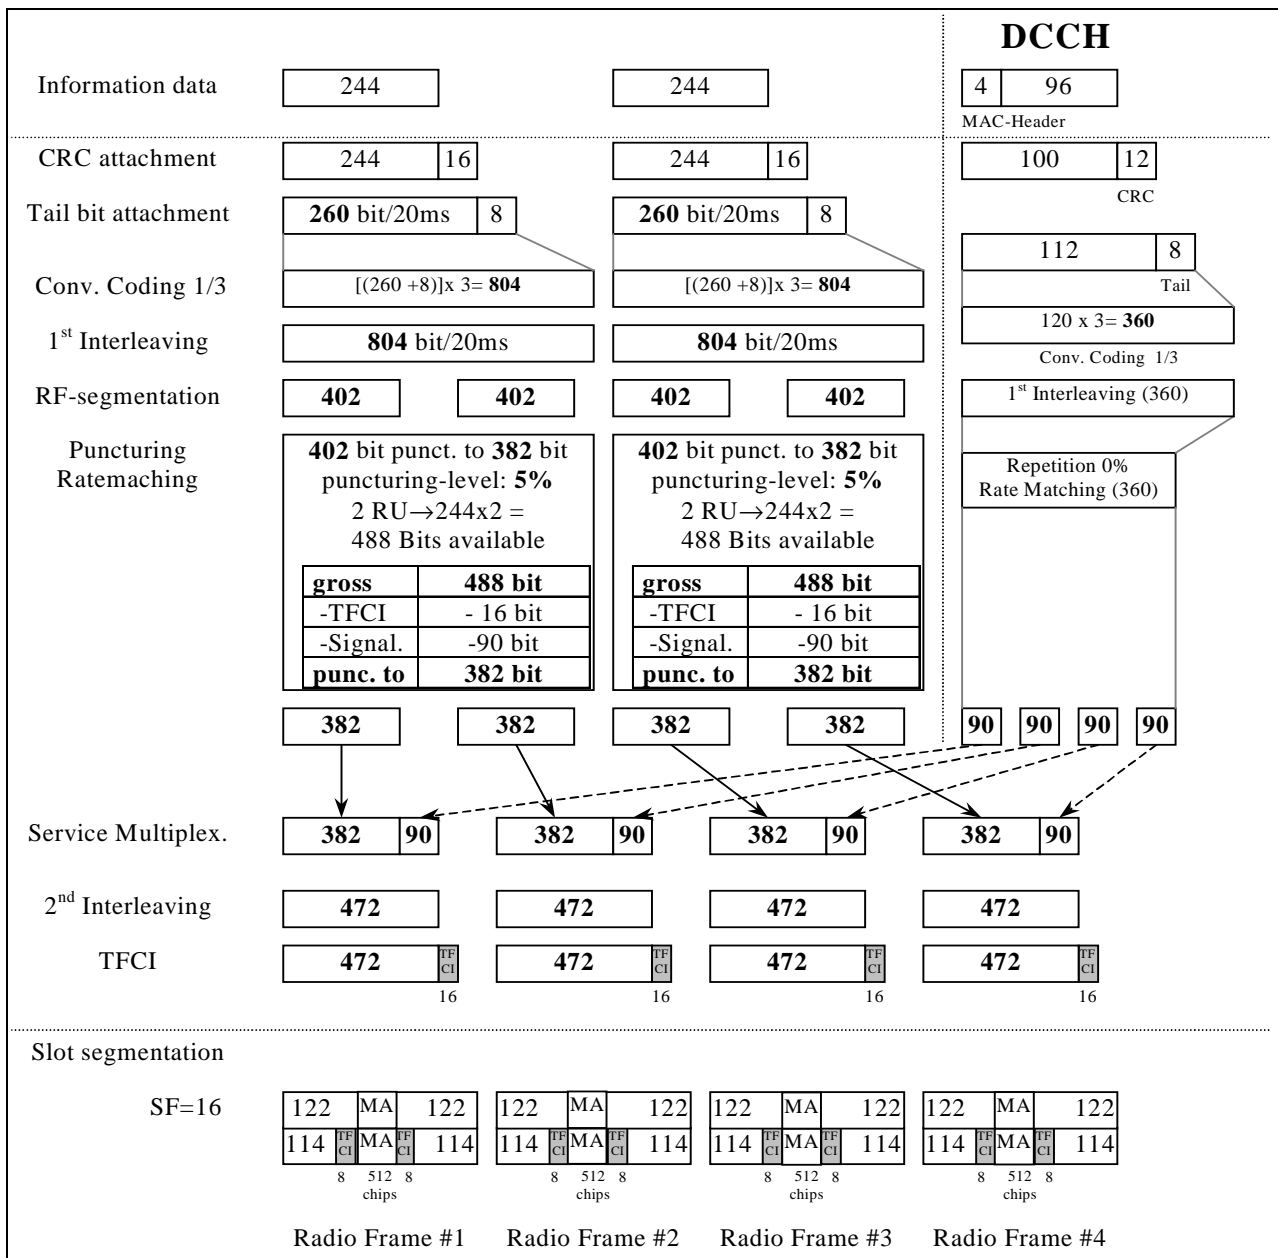 DCCH
Information data 244 244 4 96
MAC-Header
CRC attachment 244 16 244 16 100 12
CRC
Tail bit attachment 260 bit/20ms 8 260 bit/20ms 8
112 8
Tail
Conv. Coding 1/3 [(260 +8)]x 3= 804 [(260 +8)]x 3= 804
120 x 3= 360
Conv. Coding 1/3
1st Interleaving 804 bit/20ms 804 bit/20ms
RF-segmentation 402 402 402 402 1st Interleaving (360)
Puncturing
Ratemaching
402 bit punct. to 382 bit
puncturing-level: 5%
2 RU→244x2 =
488 Bits available
gross 488 bit
-TFCI - 16 bit
-Signal. -90 bit
punc. to 382 bit
402 bit punct. to 382 bit
puncturing-level: 5%
2 RU→244x2 =
488 Bits available
gross 488 bit
-TFCI - 16 bit
-Signal. -90 bit
punc. to 382 bit
Repetition 0%
Rate Matching (360)
382 382 382 382 90 90 90 90
Service Multiplex. 382 90 382 90 382 90 382 90
2nd Interleaving 472 472 472 472
TFCI 472 TF CI 472 TF CI 472 TF CI 472 TF CI
16 16 16 16
Slot segmentation
SF=16 122 MA 122 122 MA 122 122 MA 122 122 MA 122
114 TF CI MA TF CI 114 114 TF CI MA TF CI 114 114 TF CI MA TF CI 114 114 TF CI MA TF CI 114
8 512 8 8 512 8 8 512 8 8 512 8
chips chips chips chips
Radio Frame #1 Radio Frame #2 Radio Frame #3 Radio Frame #4